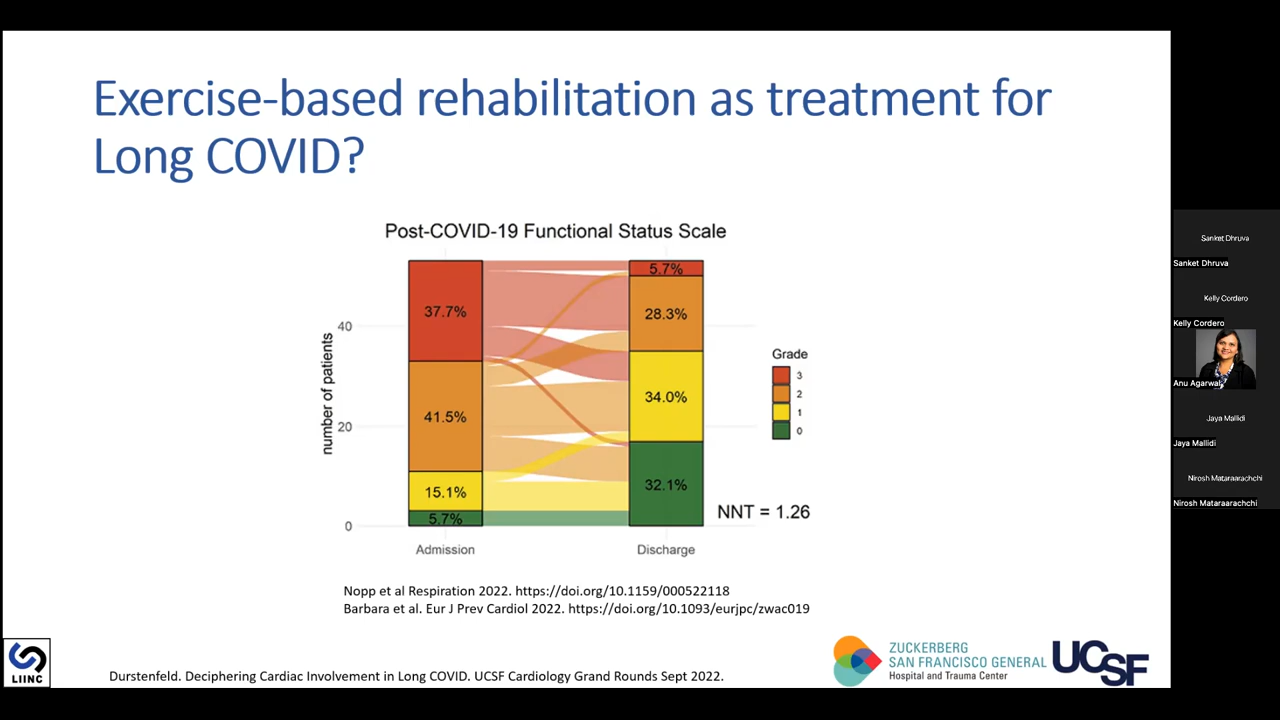 Exercise-based rehabilitation as treatment for
Long COVID?
Post-COVID-19 Functional Status Scale
number of patients
40
20
0
37.7%
41.5%
15.1%
5.7%
Admission
5.7%
28.3%
34.0%
32.1%
Discharge
Grade
3
2
1
0
NNT = 1.26
Nopp et al Respiration 2022. https://doi.org/10.1159/000522118
Barbara et al. Eur J Prev Cardiol 2022. https://doi.org/10.1093/eurjpc/zwac019
LIINC
Durstenfeld. Deciphering Cardiac Involvement in Long COVID. UCSF Cardiology Grand Rounds Sept 2022.
ZUCKERBERG
SAN FRANCISCO GENERAL
Hospital and Trauma Center
UCSF
Sanket Dhruva
Sanket Dhruva
Kelly Cordero
Kelly Cordero
Anu Agarwal
Jaya Mallidi
Jaya Mallidi
Nirosh Mataraarachchi
Nirosh Mataraarachchi